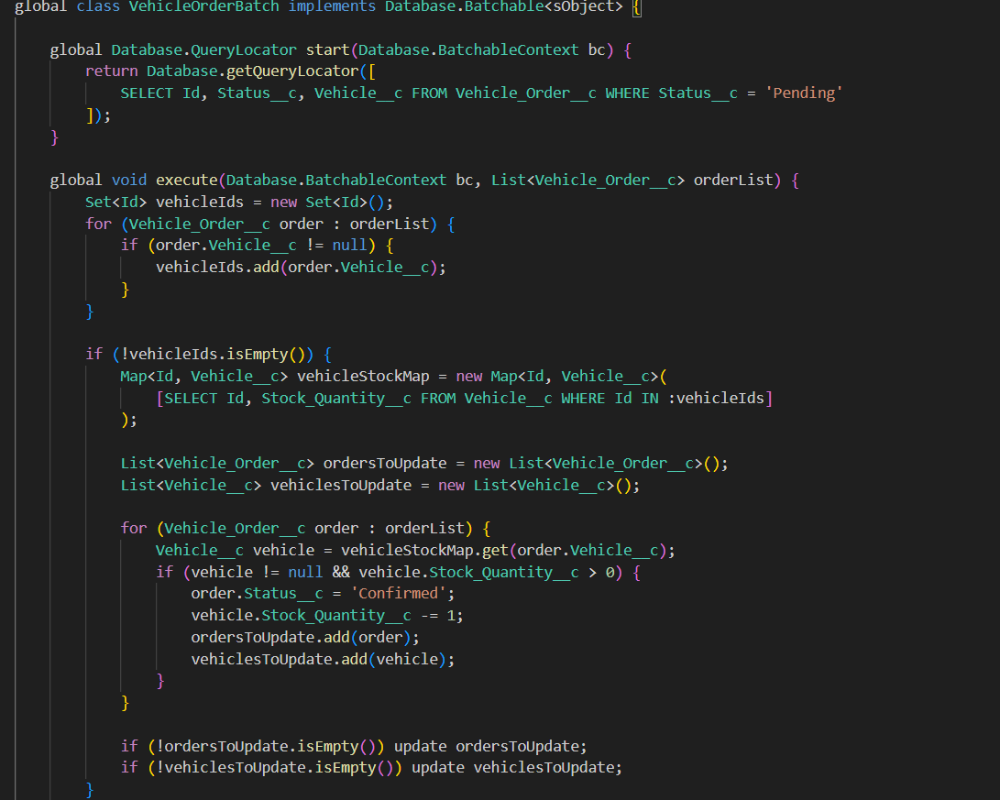 global class VehicleOrderBatch implements Database.Batchable<sObject> {
global Database.QueryLocator start(Database.BatchableContext bc) {
return Database.getQueryLocator([
SELECT Id, Status__c, Vehicle__c FROM Vehicle_Order__c WHERE Status__c = 'Pending'
]);
}
global void execute(Database.BatchableContext bc, List<Vehicle_Order__c> orderList) {
Set<Id> vehicleIds = new Set<Id>();
for (Vehicle_Order__c order : orderList) {
if (order.Vehicle__c != null) {
vehicleIds.add(order.Vehicle__c);
}
}
if (!vehicleIds.isEmpty()) {
Map<Id, Vehicle__c> vehicleStockMap = new Map<Id, Vehicle__c>(
[SELECT Id, Stock_Quantity__c FROM Vehicle__c WHERE Id IN :vehicleIds]
);
List<Vehicle_Order__c> ordersToUpdate = new List<Vehicle_Order__c>();
List<Vehicle__c> vehiclesToUpdate = new List<Vehicle__c>();
for (Vehicle_Order__c order : orderList) {
Vehicle__c vehicle = vehicleStockMap.get(order.Vehicle__c);
if (vehicle != null && vehicle.Stock_Quantity__c > 0) {
order.Status__c = 'Confirmed';
vehicle.Stock_Quantity__c -= 1;
ordersToUpdate.add(order);
vehiclesToUpdate.add(vehicle);
}
}
if (!ordersToUpdate.isEmpty()) update ordersToUpdate;
if (!vehiclesToUpdate.isEmpty()) update vehiclesToUpdate;
}